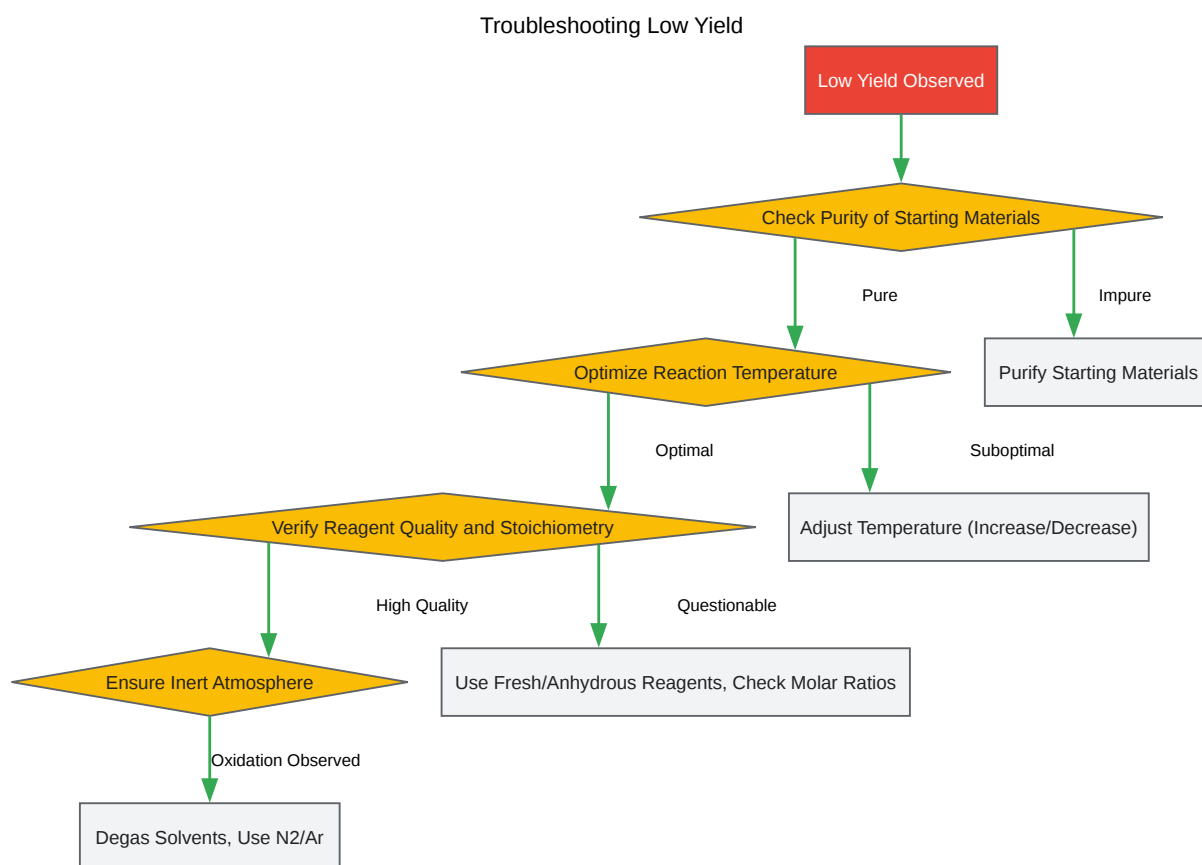 Troubleshooting Low Yield
Low Yield Observed
Check Purity of Starting Materials
Pure
Impure
Optimize Reaction Temperature
Purify Starting Materials
Optimal
Suboptimal
Verify Reagent Quality and Stoichiometry
Adjust Temperature (Increase/Decrease)
High Quality
Questionable
Ensure Inert Atmosphere
Use Fresh/Anhydrous Reagents, Check Molar Ratios
Oxidation Observed
Degas Solvents, Use N2/Ar